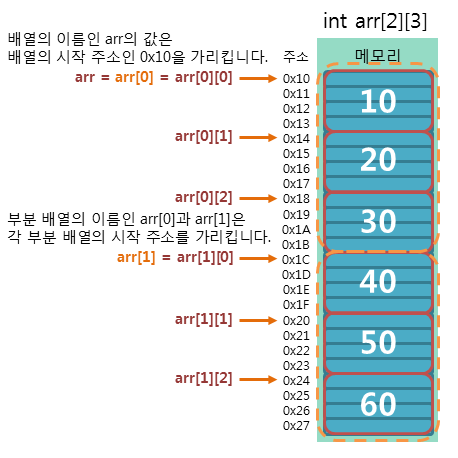 int arr[2][3]
배열의 이름인 arr의 값은
배열의 시작 주소인 0x10을 가리킵니다.
주소
메모리
arr = arr[0] = arr[0][0]
0x10
0x11
0x12
0x13
10
arr[0][1]
0x14
0x15
0x16
0x17
20
arr[0][2]
0x18
0x19
0x1A
0x1B
30
부분 배열의 이름인 arr[0]과 arr[1]은
각 부분 배열의 시작 주소를 가리킵니다.
arr[1] = arr[1][0]
0x1C
0x1D
0x1E
0x1F
40
arr[1][1]
0x20
0x21
0x22
0x23
50
arr[1][2]
0x24
0x25
0x26
0x27
60